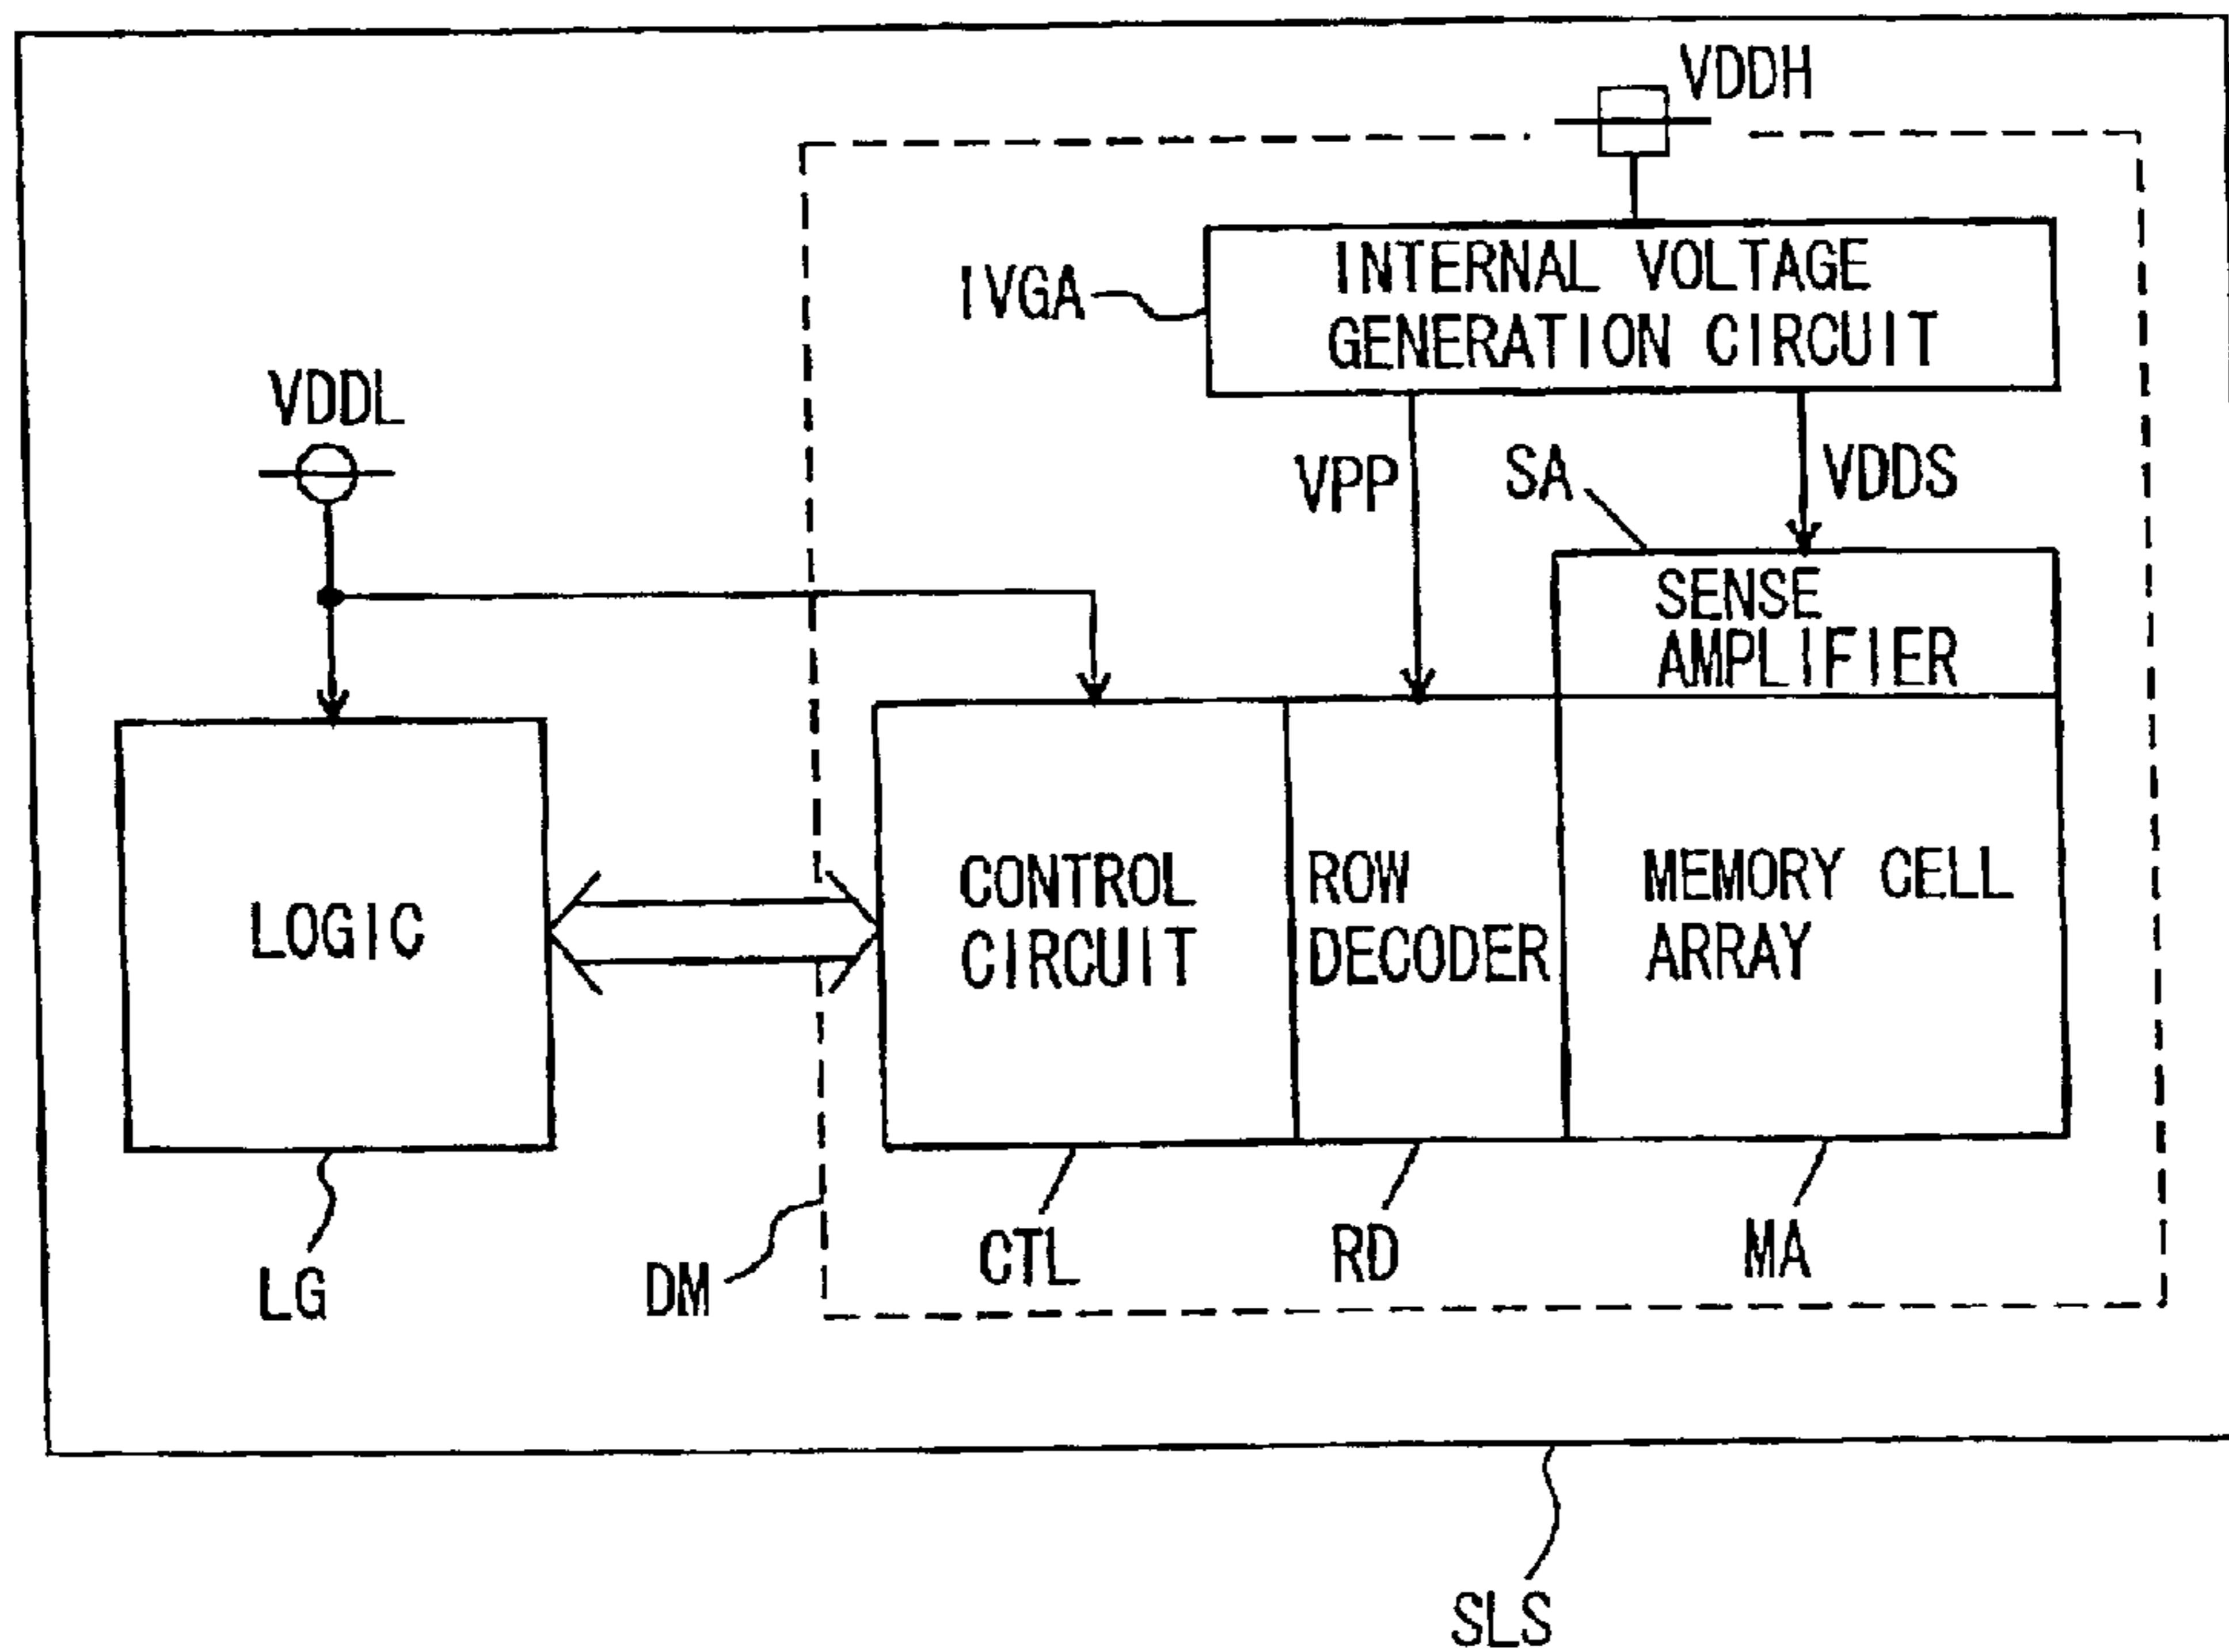 VDDH
INTERNAL VOLTAGE
GENERATION CIRCUIT
IVGA
VDDL
VPP
SA
VDDS
SENSE
AMPLIFIER
LOGIC
CONTROL
CIRCUIT
ROW
DECODER
MEMORY CELL
ARRAY
LG
DM
CTL
RD
MA
SLS